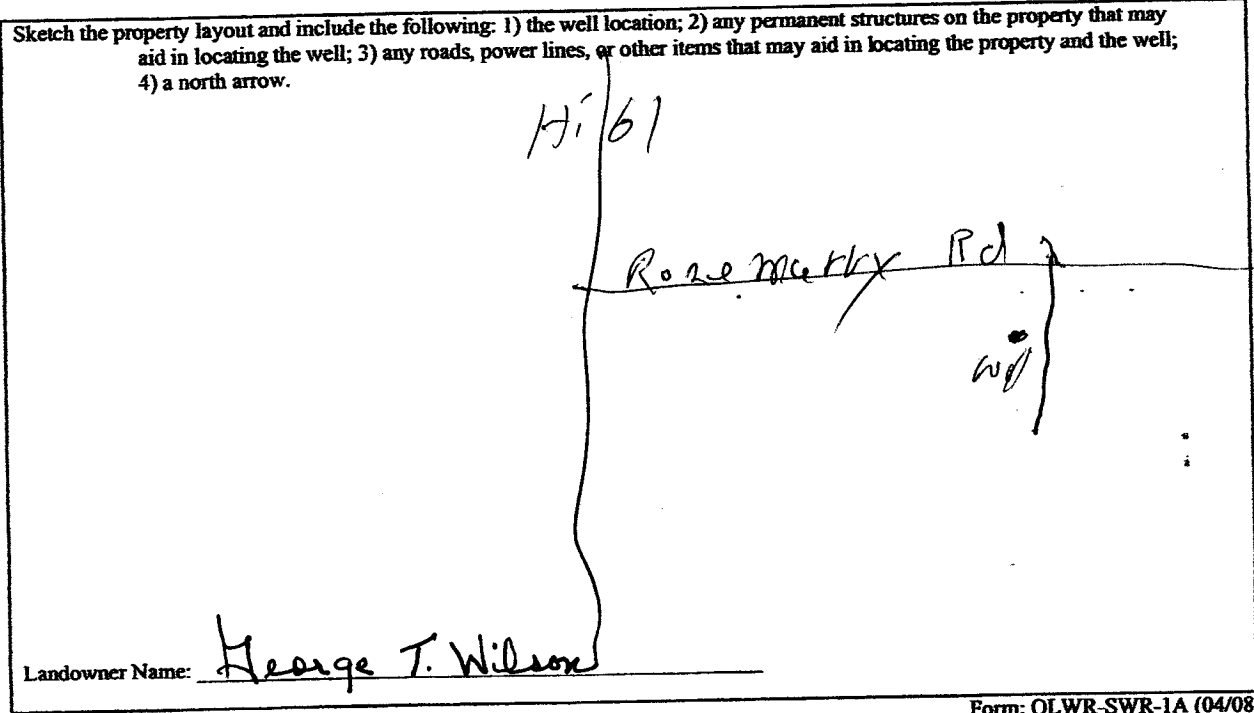 Sketch the property layout and include the following: 1) the well location; 2) any permanent structures on the property that may
aid in locating the well; 3) any roads, power lines, or other items that may aid in locating the property and the well;
4) a north arrow.
Hi 61
Rd
Landowner Name: George T. Wilson
Form: OLWR-SWR-1A (04/08